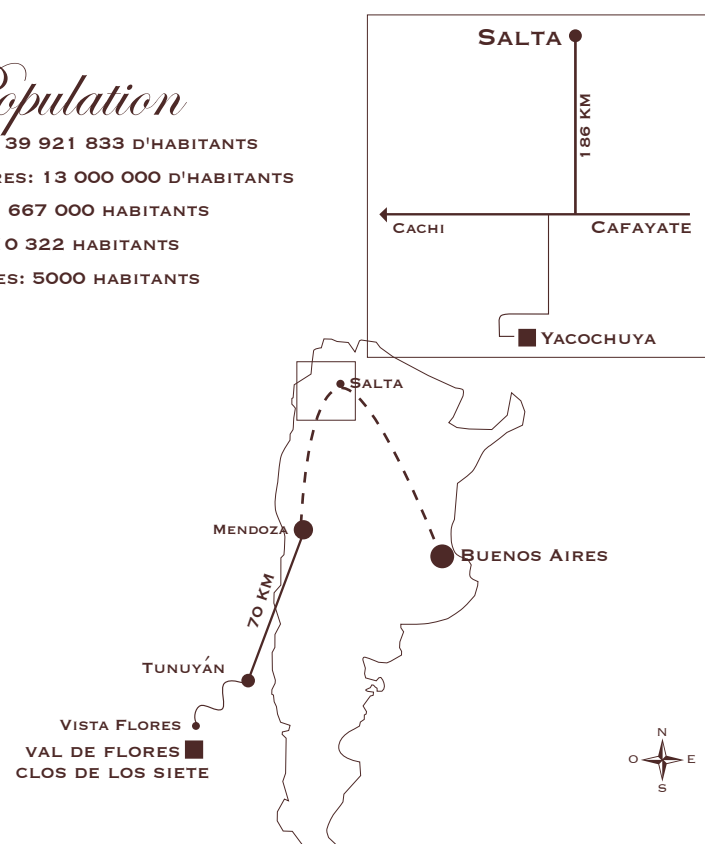 Population
39 921 833 D'HABITANTS
RES: 13 000 000 D'HABITANTS
667 000 HABITANTS
0 322 HABITANTS
ES: 5000 HABITANTS
SALTA
186 KM
CACHI
CAFAYATE
YACOCHUYA
SALTA
MENDOZA
BUENOS AIRES
70 KM
TUNUYÁN
VISTA FLORES
VAL DE FLORES
CLOS DE LOS SIETE
N
O E
S